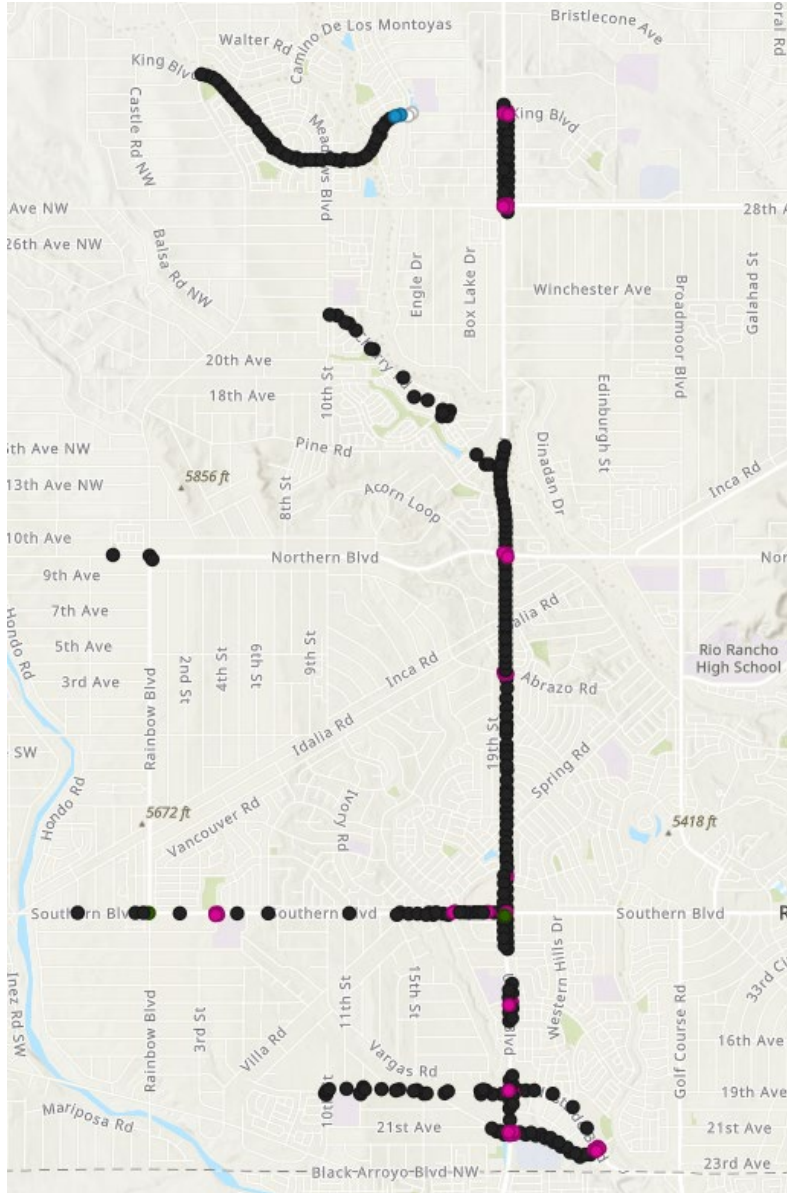 Camino De Los Montoyas
Bristlecone Ave
Walter Rd
King Blvd
Castle Rd NW
Meadows Blvd
King Blvd
Ave NW
28th
26th Ave NW
Balsa Rd NW
Engle Dr
Box Lake Dr
Winchester Ave
Broadmoor Blvd
Galahad St
20th Ave
18th Ave
10th St
Edinburgh St
Pine Rd
Ave NW
5856 ft
13th Ave NW
8th St
Acorn Loop
Dinadan Dr
Inca Rd
10th Ave
Northern Blvd
9th Ave
7th Ave
5th Ave
3rd Ave
Hondo Rd
Rainbow Blvd
2nd St
4th St
6th St
9th St
Inca Rd
Idalia Rd
alia Rd
Abrazo Rd
Rio Rancho
High School
SW
19th St
Spring Rd
Hondo Rd
5672 ft
Vancouver Rd
Ivory Rd
5418 ft
Southern Blvd
Southern Blvd
Southern Blvd
Inez Rd SW
Rainbow Blvd
3rd St
Villa Rd
11th St
15th St
Western Hills Dr
Golf Course Rd
33rd Ci
16th Ave
Vargas Rd
19th Ave
10th St
Mariposa Rd
21st Ave
21st Ave
23rd Ave
Black Arroyo Blvd NW